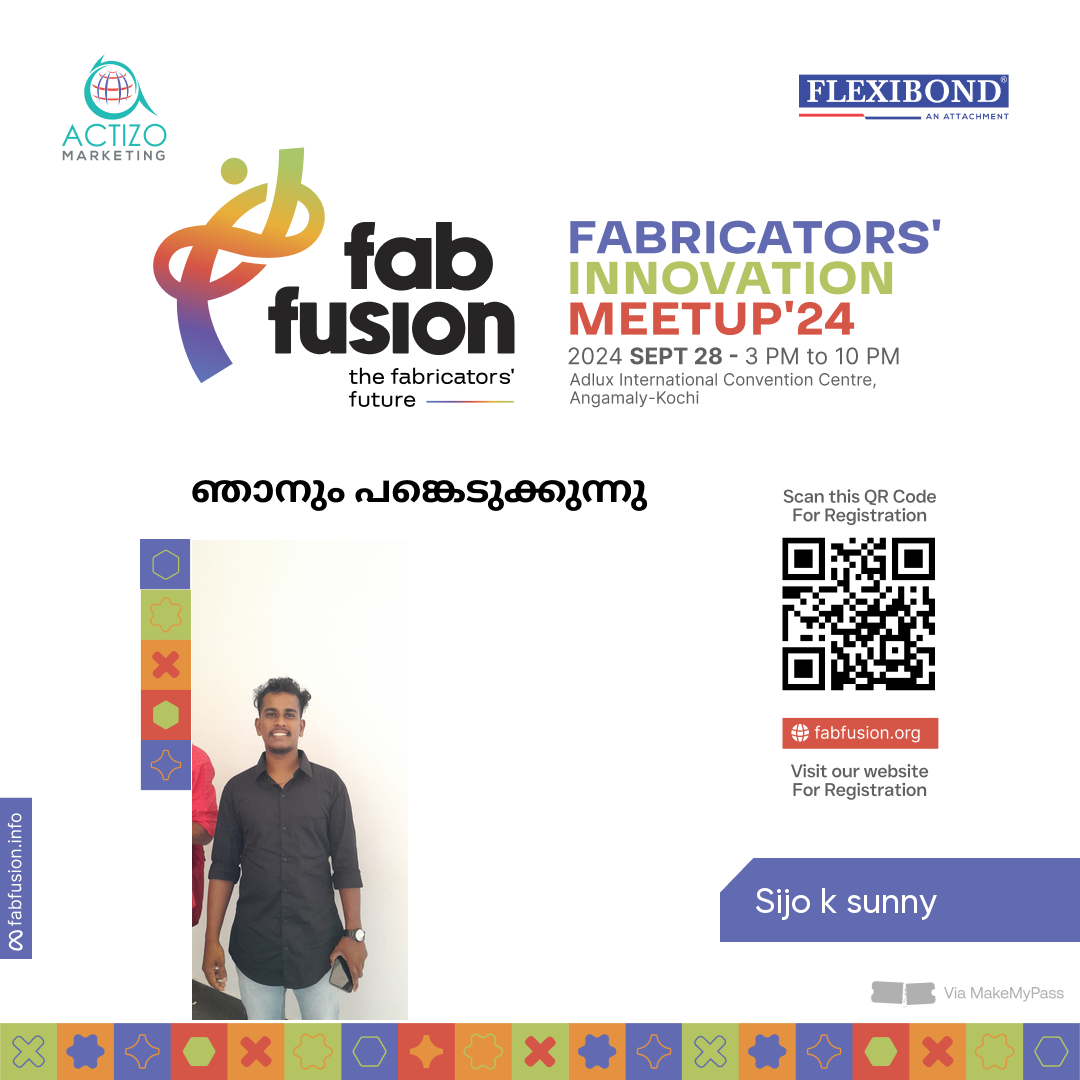 ACTIZO
MARKETING
FLEXIBOND®
AN ATTACHMENT
fab
fusion
the fabricators'
future
FABRICATORS'
INNOVATION
MEETUP'24
2024 SEPT 28 - 3 PM to 10 PM
Adlux International Convention Centre,
Angamaly-Kochi
ഞാനും പങ്കെടുക്കുന്നു
Scan this QR Code
For Registration
fabfusion.org
Visit our website
For Registration
fabfusion.info
Sijo k sunny
Via MakeMyPass